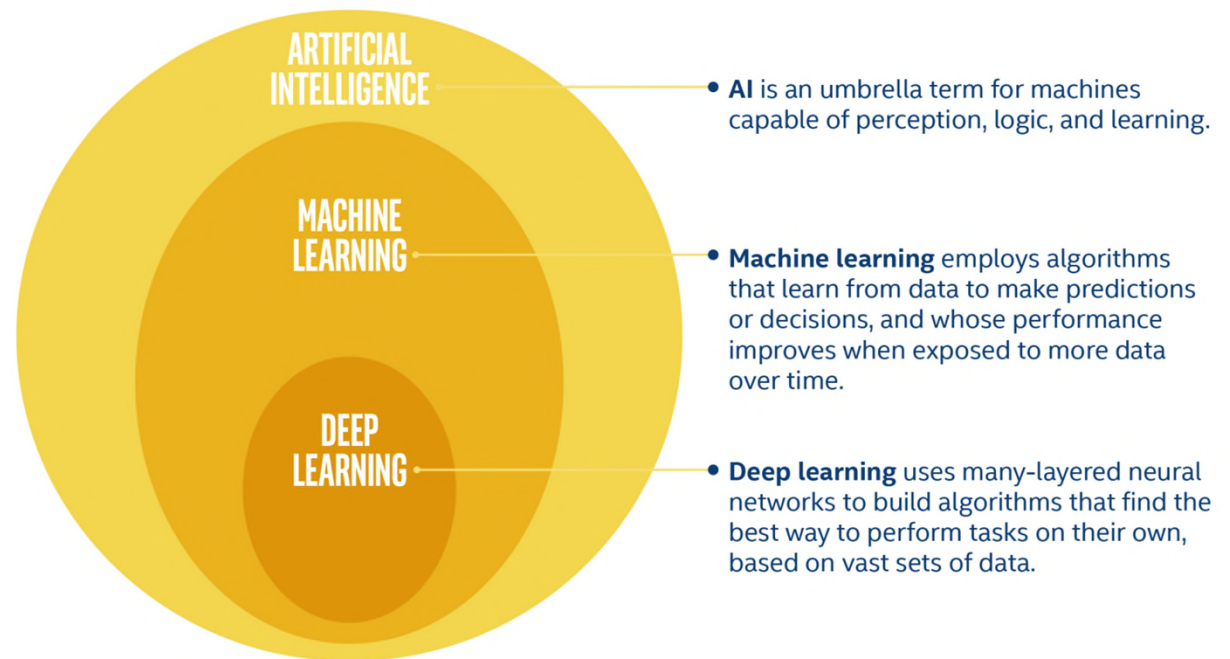 ARTIFICIAL
INTELLIGENCE
AI is an umbrella term for machines
capable of perception, logic, and learning.
MACHINE
LEARNING
Machine learning employs algorithms
that learn from data to make predictions
or decisions, and whose performance
improves when exposed to more data
over time.
DEEP
LEARNING
Deep learning uses many-layered neural
networks to build algorithms that find the
best way to perform tasks on their own,
based on vast sets of data.